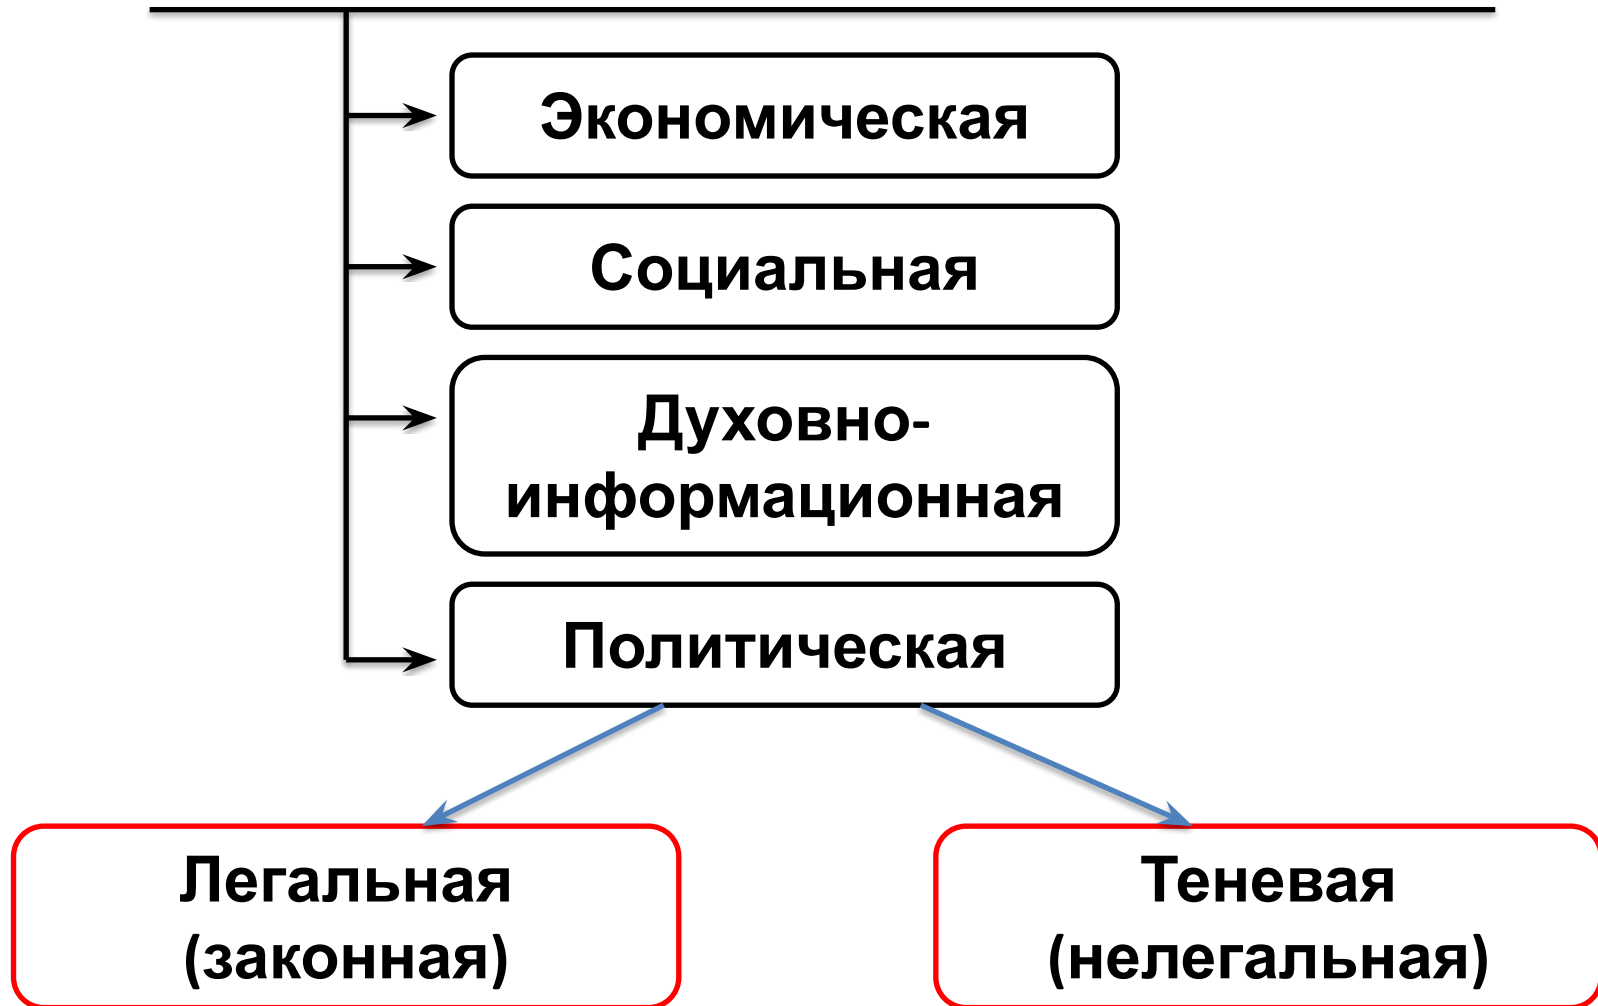 Экономическая
Социальная
Духовно-
информационная
Политическая
Легальная
(законная)
Теневая
(нелегальная)